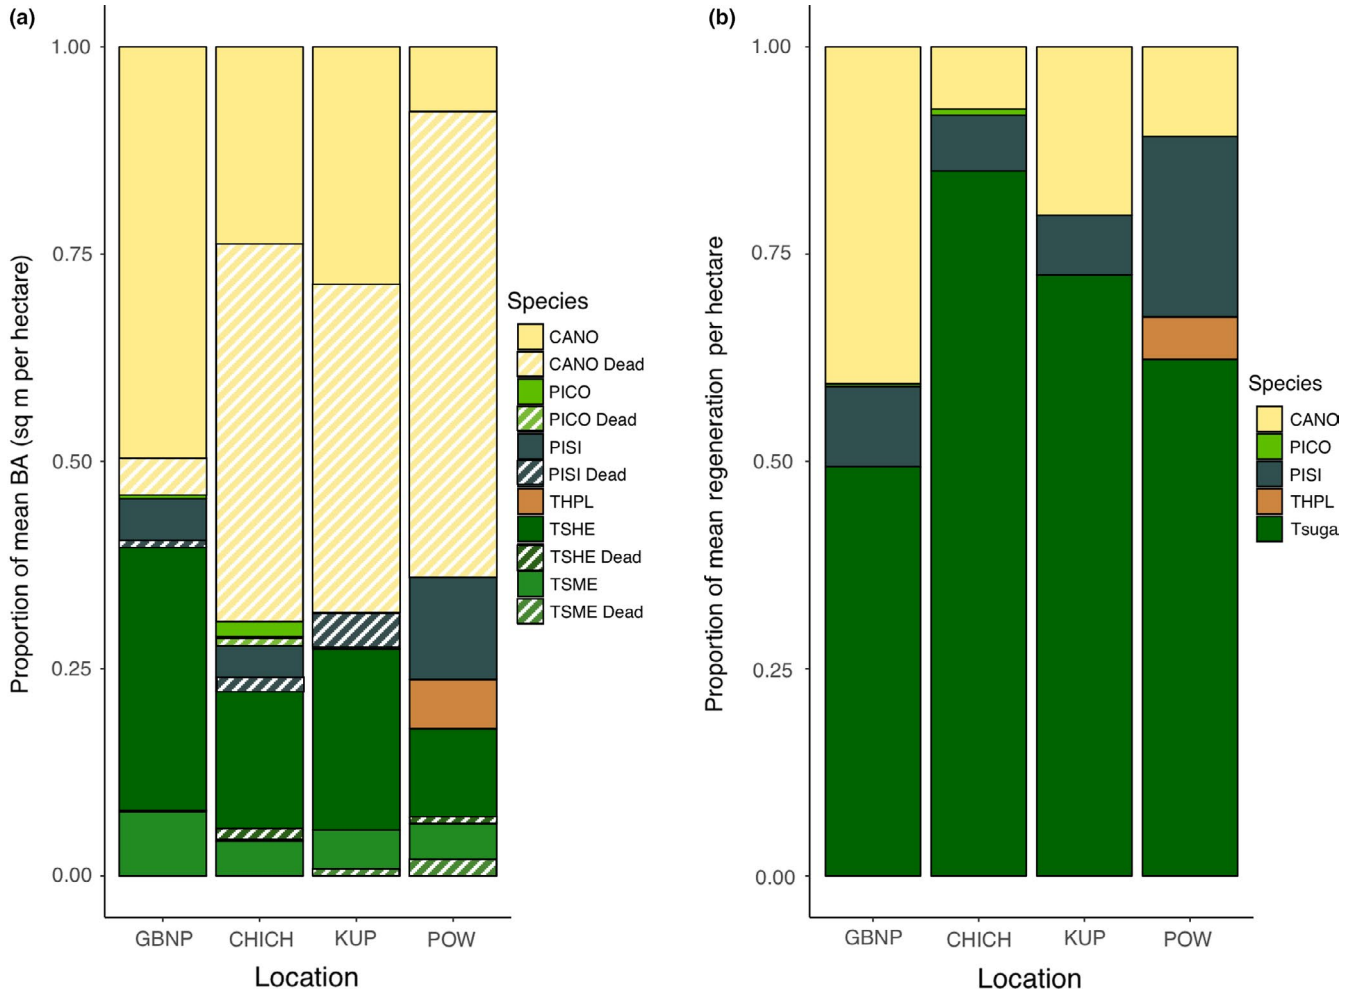 (a)
Proportion of mean BA (sq m per hectare)
1.00
0.75
0.50
0.25
0.00
GBNP CHICH KUP POW
Location
Species
CANO
CANO Dead
PICO
PICO Dead
PISI
PISI Dead
THPL
TSHE
TSHE Dead
TSME
TSME Dead
(b)
Proportion of mean regeneration per hectare
1.00
0.75
0.50
0.25
0.00
GBNP CHICH KUP POW
Location
Species
CANO
PICO
PISI
THPL
Tsuga